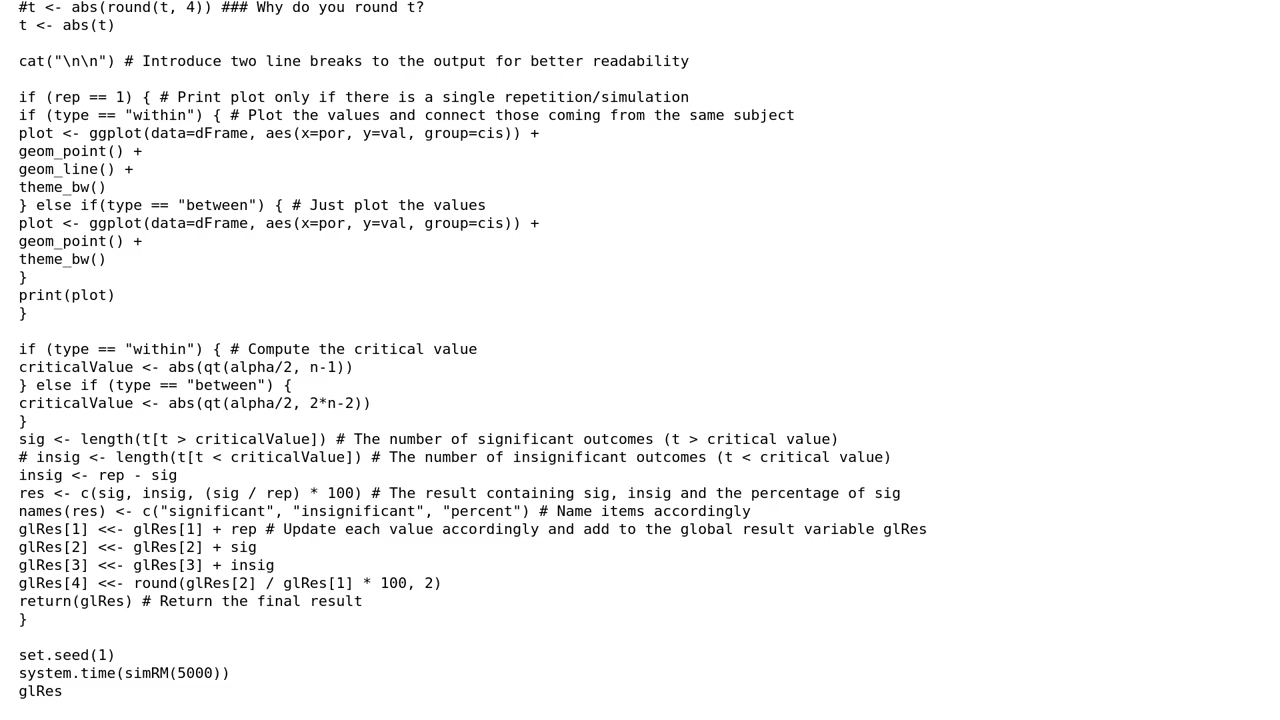 #t <- abs(round(t, 4)) ### Why do you round t?
t <- abs(t)
cat("\n\n") # Introduce two line breaks to the output for better readability
if (rep == 1) { # Print plot only if there is a single repetition/simulation
if (type == "within") { # Plot the values and connect those coming from the same subject
plot <- ggplot(data=dFrame, aes(x=por, y=val, group=cis)) +
geom_point() +
geom_line() +
theme_bw()
} else if(type == "between") { # Just plot the values
plot <- ggplot(data=dFrame, aes(x=por, y=val, group=cis)) +
geom_point() +
theme_bw()
}
print(plot)
}
if (type == "within") { # Compute the critical value
criticalValue <- abs(qt(alpha/2, n-1))
} else if (type == "between") {
criticalValue <- abs(qt(alpha/2, 2*n-2))
}
sig <- length(t[t > criticalValue]) # The number of significant outcomes (t > critical value)
# insig <- length(t[t < criticalValue]) # The number of insignificant outcomes (t < critical value)
insig <- rep - sig
res <- c(sig, insig, (sig / rep) * 100) # The result containing sig, insig and the percentage of sig
names(res) <- c("significant", "insignificant", "percent") # Name items accordingly
glRes[1] <<- glRes[1] + rep # Update each value accordingly and add to the global result variable glRes
glRes[2] <<- glRes[2] + sig
glRes[3] <<- glRes[3] + insig
glRes[4] <<- round(glRes[2] / glRes[1] * 100, 2)
return(glRes) # Return the final result
}
set.seed(1)
system.time(simRM(5000))
glRes